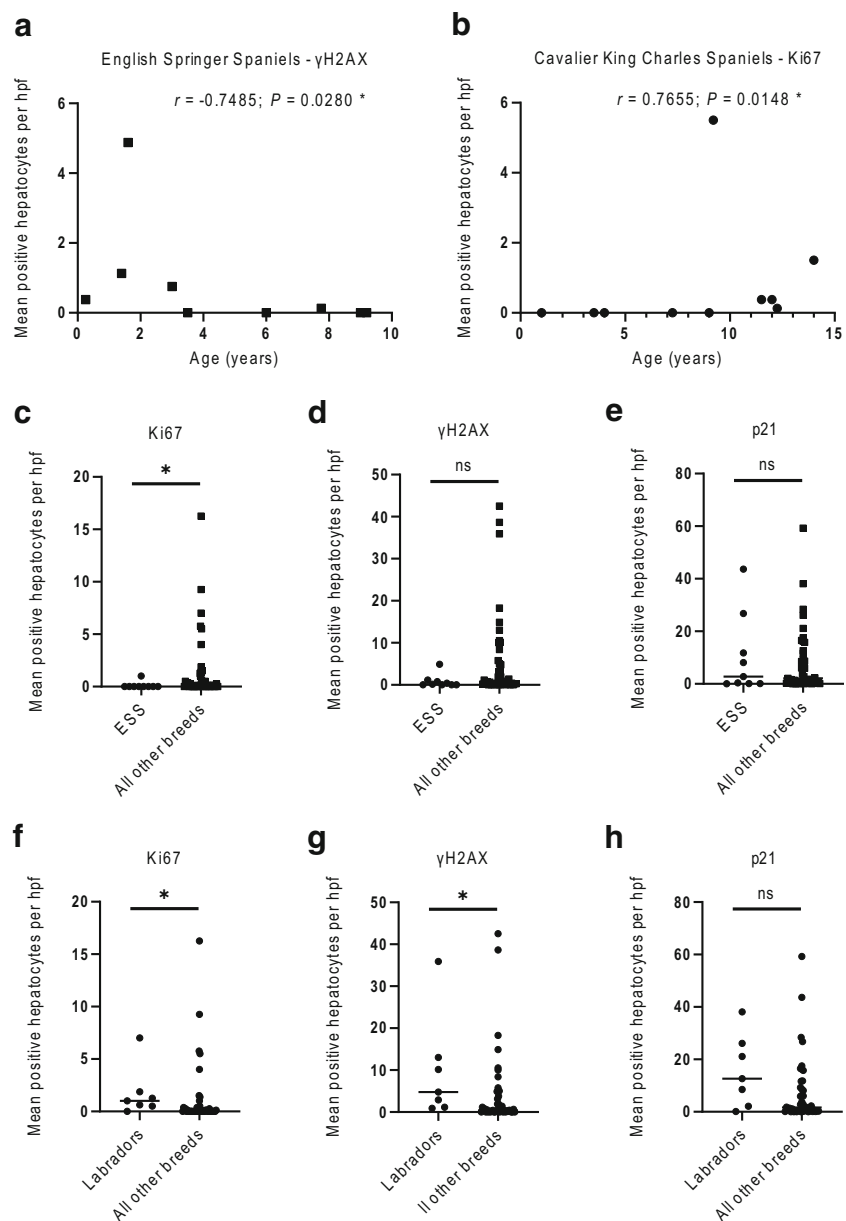 a
English Springer Spaniels - γH2AX
r = -0.7485; P = 0.0280 *
Mean positive hepatocytes per hpf
6
4
2
0
0 2 4 6 8 10
Age (years)
b
Cavalier King Charles Spaniels - Ki67
r = 0.7655; P = 0.0148 *
Mean positive hepatocytes per hpf
6
4
2
0
0 5 10 15
Age (years)
c
Ki67
*
Mean positive hepatocytes per hpf
20
15
10
5
0
ESS
All other breeds
d
γH2AX
ns
Mean positive hepatocytes per hpf
50
40
30
20
10
0
ESS
All other breeds
e
p21
ns
Mean positive hepatocytes per hpf
80
60
40
20
0
ESS
All other breeds
f
Ki67
*
Mean positive hepatocytes per hpf
20
15
10
5
0
Labradors
All other breeds
g
γH2AX
*
Mean positive hepatocytes per hpf
50
40
30
20
10
0
Labradors
ll other breeds
h
p21
ns
Mean positive hepatocytes per hpf
80
60
40
20
0
Labradors
All other breeds